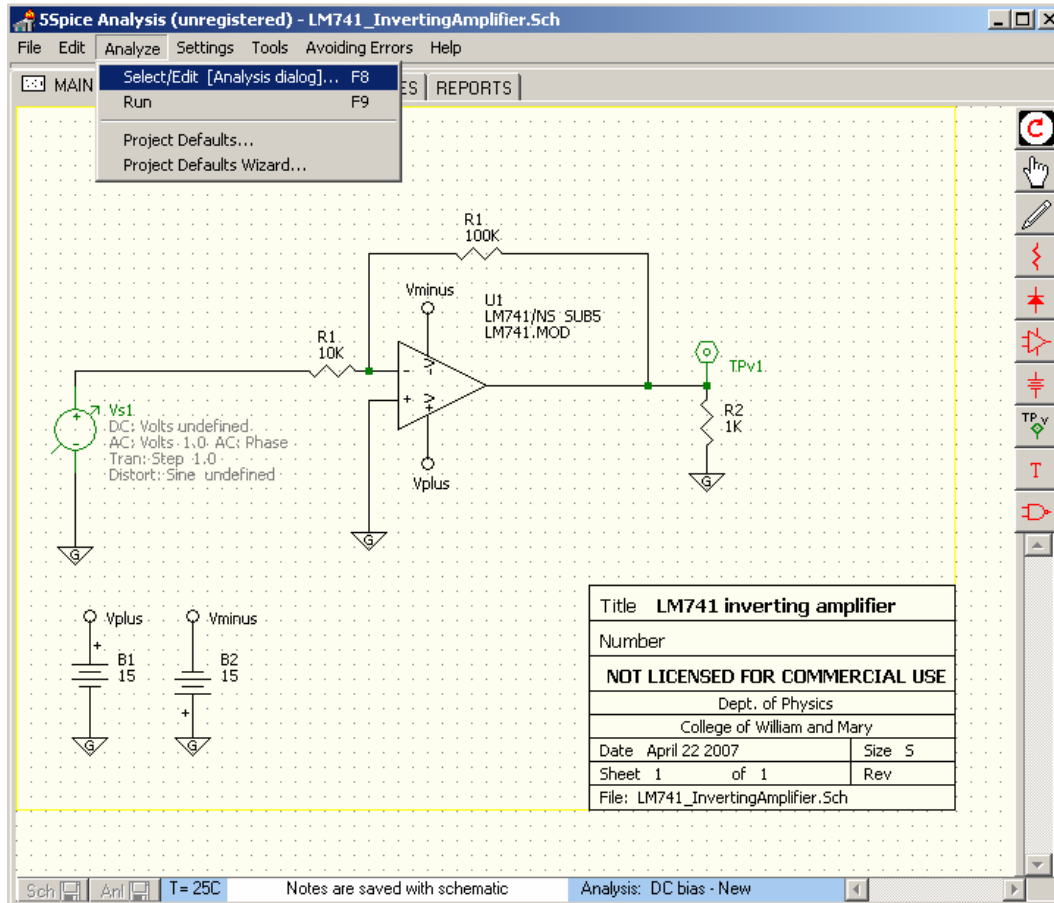 5Spice Analysis (unregistered) - LM741_InvertingAmplifier.Sch
File Edit Analyze Settings Tools Avoiding Errors Help
MAIN ES REPORTS
Select/Edit [Analysis dialog]... F8
Run F9
Project Defaults...
Project Defaults Wizard...
R1
100K
Vminus
U1
LM741/NS SUB5
LM741.MOD
R1
10K
TPv1
Vs1
DC: Volts undefined
AC: Volts 1.0 AC: Phase
Tran: Step 1.0
Distort: Sine undefined
- V-
+ V+
+
-
R2
1K
Vplus
G
G
G
Vplus
Vminus
+
B1
15
B2
15
+
G
G
Title LM741 inverting amplifier
Number
NOT LICENSED FOR COMMERCIAL USE
Dept. of Physics
College of William and Mary
Date April 22 2007 Size S
Sheet 1 of 1 Rev
File: LM741_InvertingAmplifier.Sch
TP v
T
Sch Anl T= 25C Notes are saved with schematic Analysis: DC bias - New